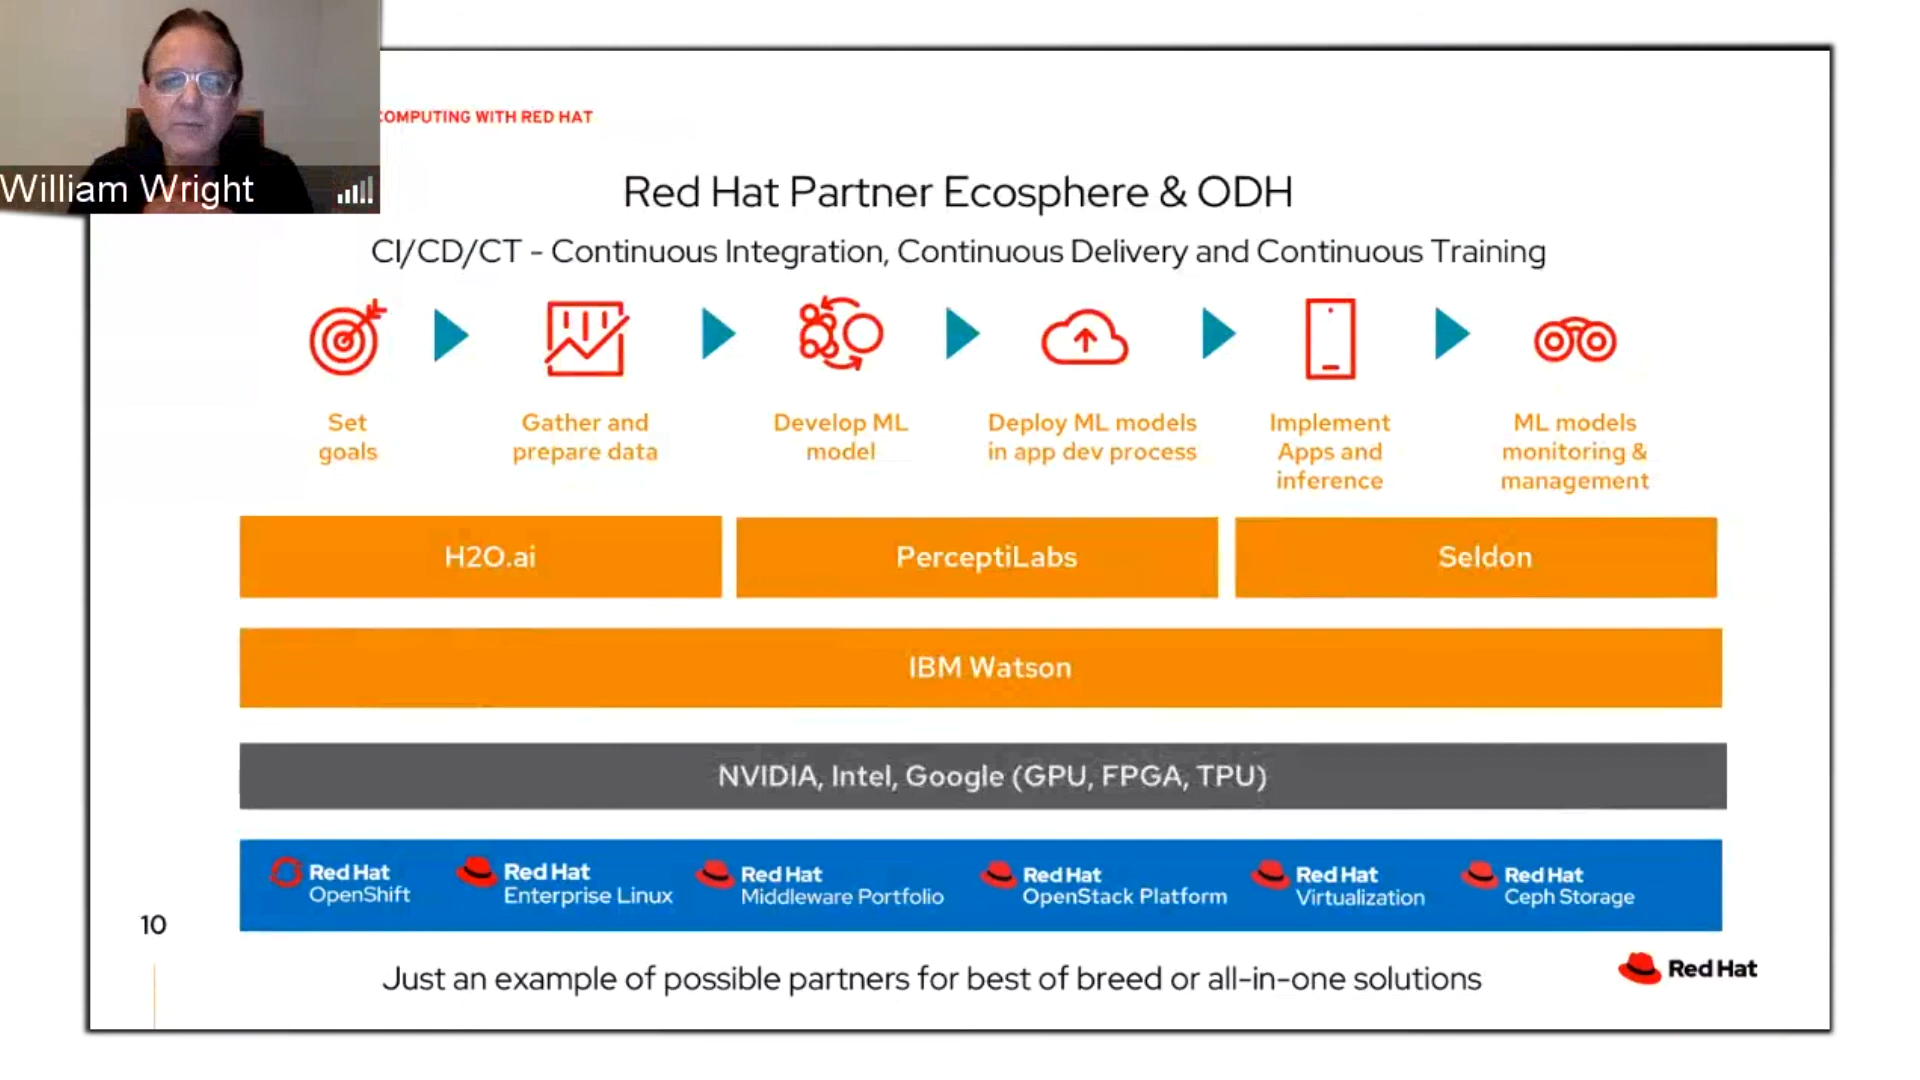 COMPUTING WITH RED HAT
William Wright
Red Hat Partner Ecosphere & ODH
CI/CD/CT - Continuous Integration, Continuous Delivery and Continuous Training
Set
goals
Gather and
prepare data
Develop ML
model
Deploy ML models
in app dev process
Implement
Apps and
inference
ML models
monitoring &
management
H2O.ai
PerceptiLabs
Seldon
IBM Watson
NVIDIA, Intel, Google (GPU, FPGA, TPU)
Red Hat
OpenShift
Red Hat
Enterprise Linux
Red Hat
Middleware Portfolio
Red Hat
OpenStack Platform
Red Hat
Virtualization
Red Hat
Ceph Storage
10
Just an example of possible partners for best of breed or all-in-one solutions
Red Hat